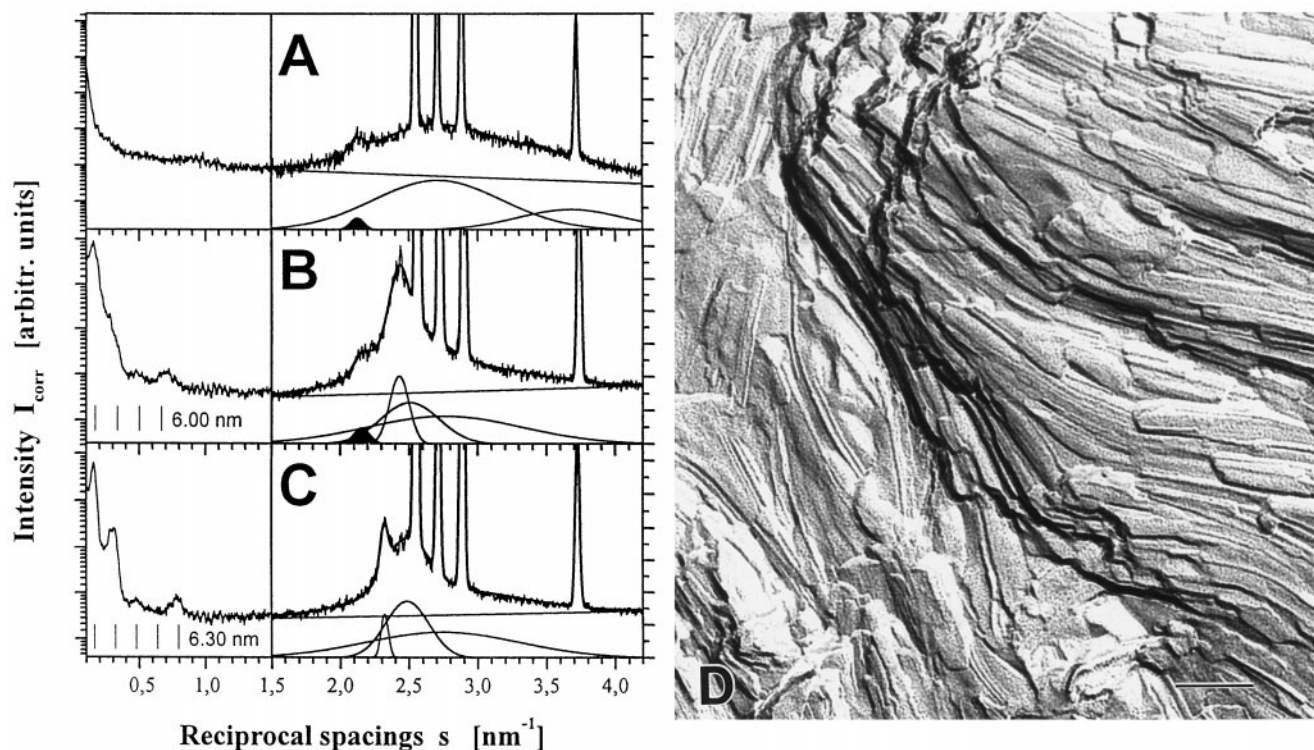 A
B
6.00 nm
C
6.30 nm
D
0,5 1,0 1,5 2,0 2,5 3,0 3,5 4,0
Reciprocal spacings s [nm-1]
Intensity Icorr [arbitr. units]